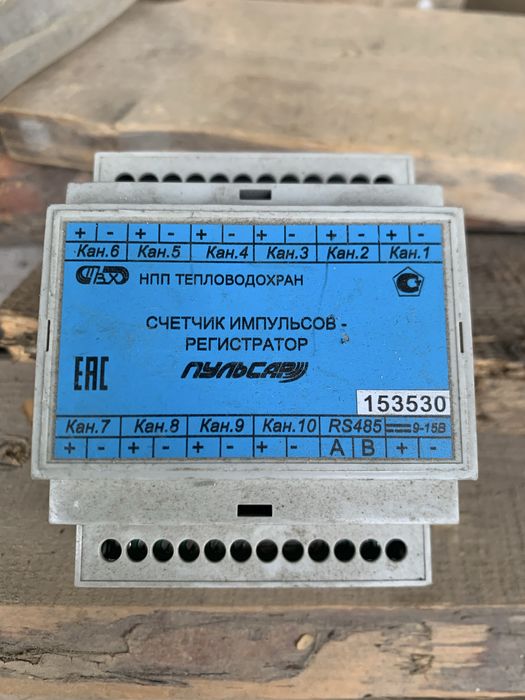 + - + - + - + - + - + -
Кан.6 Кан.5 Кан.4 Кан.3 Кан.2 Кан.1
НПП ТЕПЛОВОДОХРАН
СЧЕТЧИК ИМПУЛЬСОВ -
РЕГИСТРАТОР
ЕАС ПУЛЬСАР
153530
Кан.7 Кан.8 Кан.9 Кан.10 RS485 9-15В
+ - + - + - + - A B + -